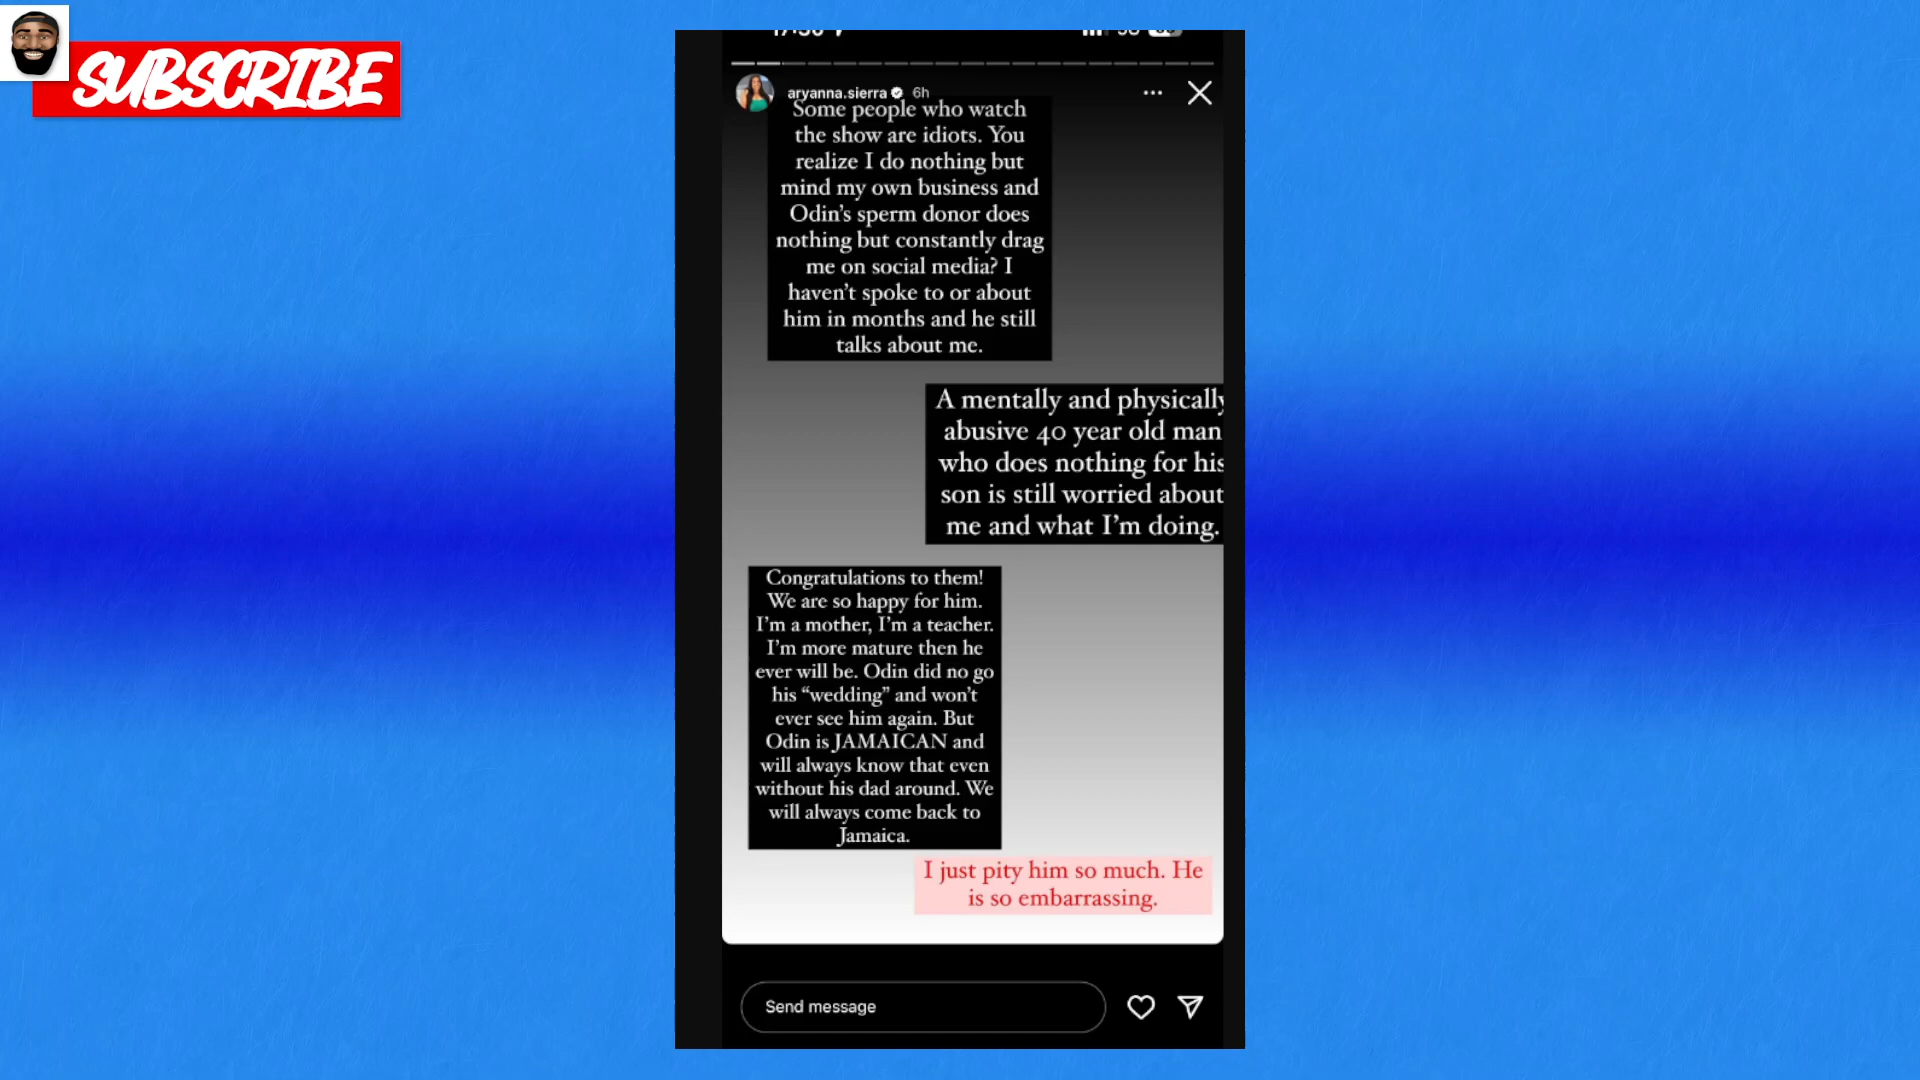 SUBSCRIBE
aryanna.sierra 6h
Some people who watch
the show are idiots. You
realize I do nothing but
mind my own business and
Odin's sperm donor does
nothing but constantly drag
me on social media? I
haven't spoke to or about
him in months and he still
talks about me.
A mentally and physically
abusive 40 year old man
who does nothing for his
son is still worried about
me and what I'm doing.
Congratulations to them!
We are so happy for him.
I'm a mother, I'm a teacher.
I'm more mature then he
ever will be. Odin did no go
his “wedding” and won't
ever see him again. But
Odin is JAMAICAN and
will always know that even
without his dad around. We
will always come back to
Jamaica.
I just pity him so much. He
is so embarrassing.
Send message